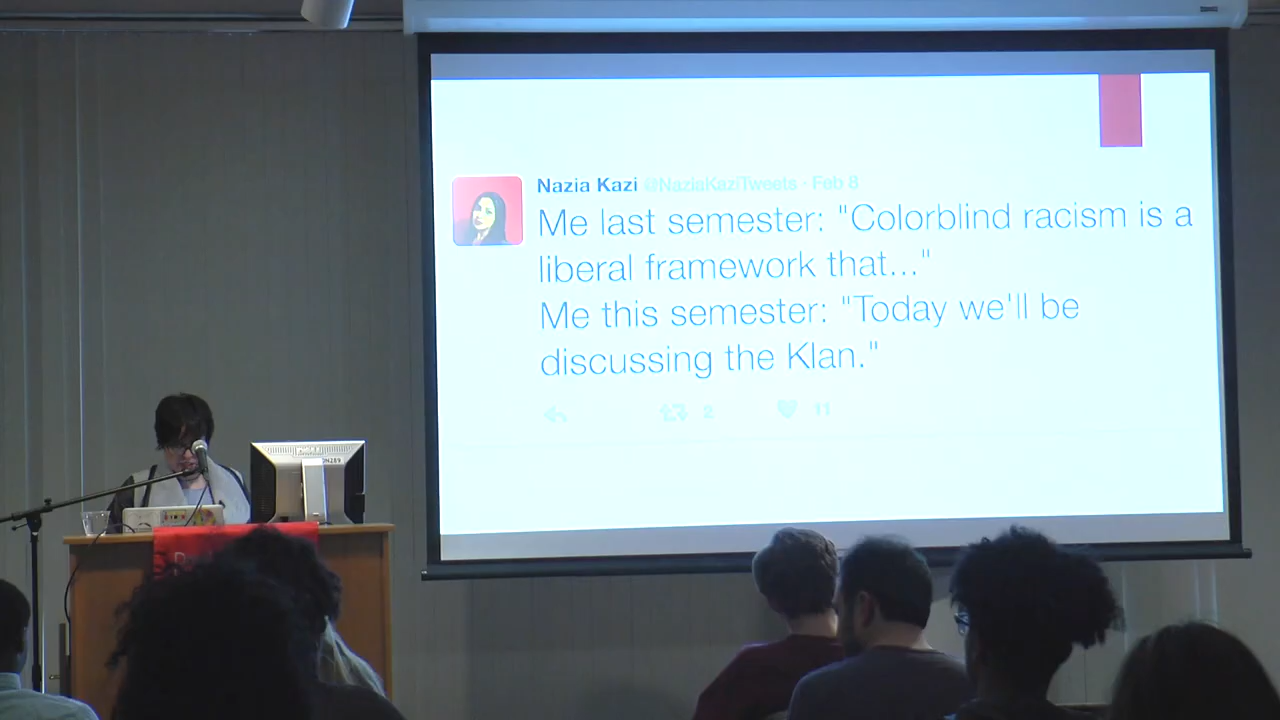 Nazia Kazi @NaziaKaziTweets · Feb 8
Me last semester: "Colorblind racism is a
liberal framework that..."
Me this semester: "Today we'll be
discussing the Klan."
2 11